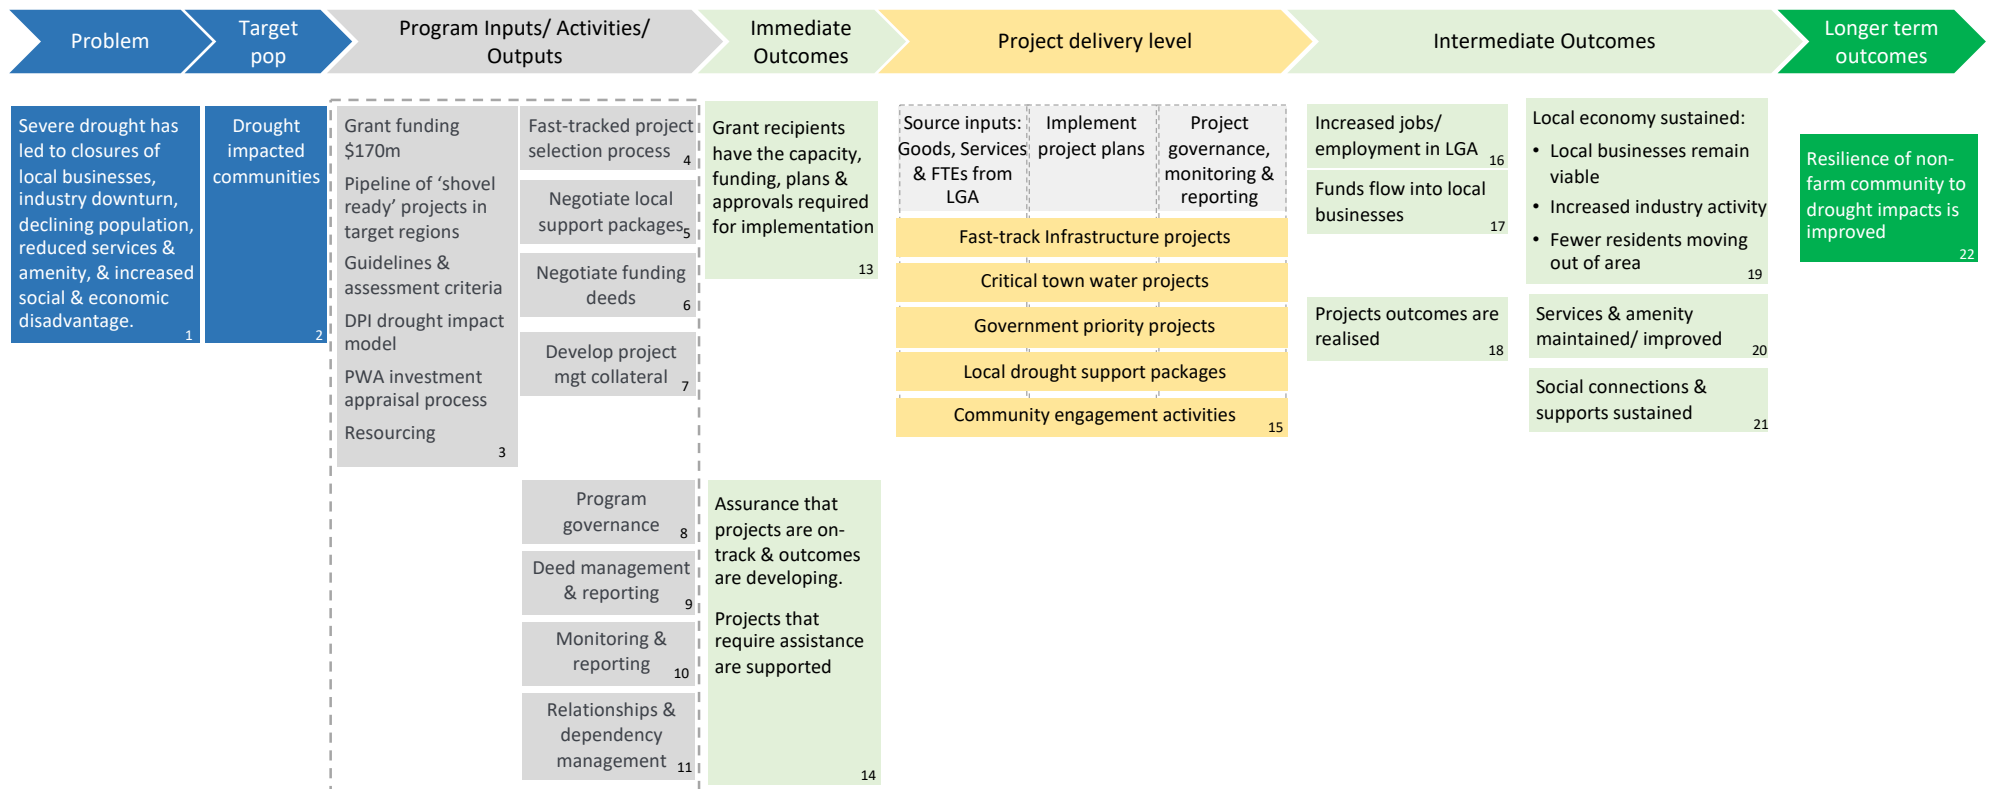 Problem
Target
pop
Program Inputs/ Activities/
Outputs
Immediate
Outcomes
Project delivery level
Intermediate Outcomes
Longer term
outcomes
Severe drought has
led to closures of
local businesses,
industry downturn,
declining population,
reduced services &
amenity, & increased
social & economic
disadvantage.
1
Drought
impacted
communities
2
Grant funding
$170m
Pipeline of ‘shovel
ready’ projects in
target regions
Guidelines &
assessment criteria
DPI drought impact
model
PWA investment
appraisal process
Resourcing
3
Fast-tracked project
selection process
4
Negotiate local
support packages
5
Negotiate funding
deeds
6
Develop project
mgt collateral
7
Program
governance
8
Deed management
& reporting
9
Monitoring &
reporting
10
Relationships &
dependency
management
11
Grant recipients
have the capacity,
funding, plans &
approvals required
for implementation
13
Assurance that
projects are on-
track & outcomes
are developing.
Projects that
require assistance
are supported
14
Source inputs:
Goods, Services
& FTEs from
LGA
Implement
project plans
Project
governance,
monitoring &
reporting
Fast-track Infrastructure projects
Critical town water projects
Government priority projects
Local drought support packages
Community engagement activities
15
Increased jobs/
employment in LGA
16
Funds flow into local
businesses
17
Projects outcomes are
realised
18
Local economy sustained:
• Local businesses remain
viable
• Increased industry activity
• Fewer residents moving
out of area
19
Services & amenity
maintained/ improved
20
Social connections &
supports sustained
21
Resilience of non-
farm community to
drought impacts is
improved
22